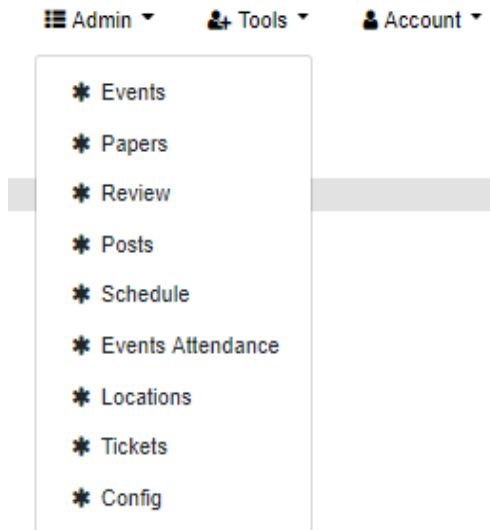 Admin Tools Account
Events
Papers
Review
Posts
Schedule
Events Attendance
Locations
Tickets
Config